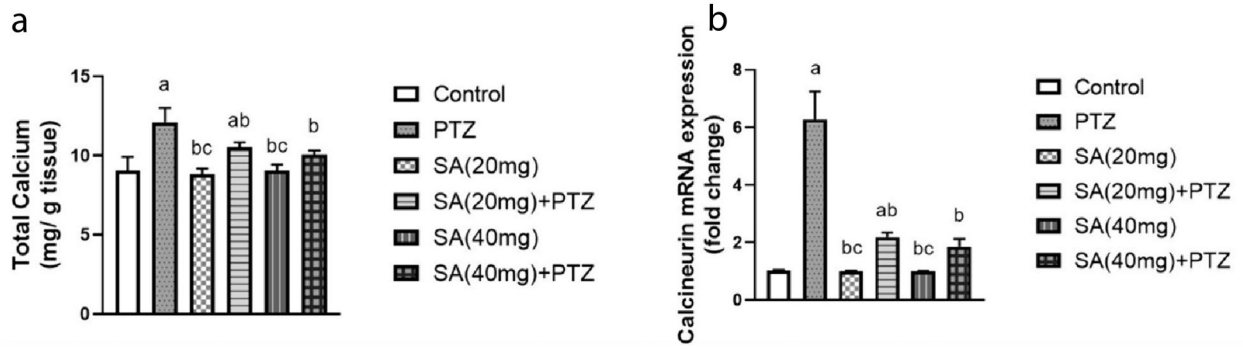 a
Total Calcium
(mg/ g tissue)
15
10
5
0
a
bc
ab
bc
b
Control
PTZ
SA(20mg)
SA(20mg)+PTZ
SA(40mg)
SA(40mg)+PTZ
b
Calcineurin mRNA expression
(fold change)
8
6
4
2
0
a
bc
ab
bc
b
Control
PTZ
SA(20mg)
SA(20mg)+PTZ
SA(40mg)
SA(40mg)+PTZ